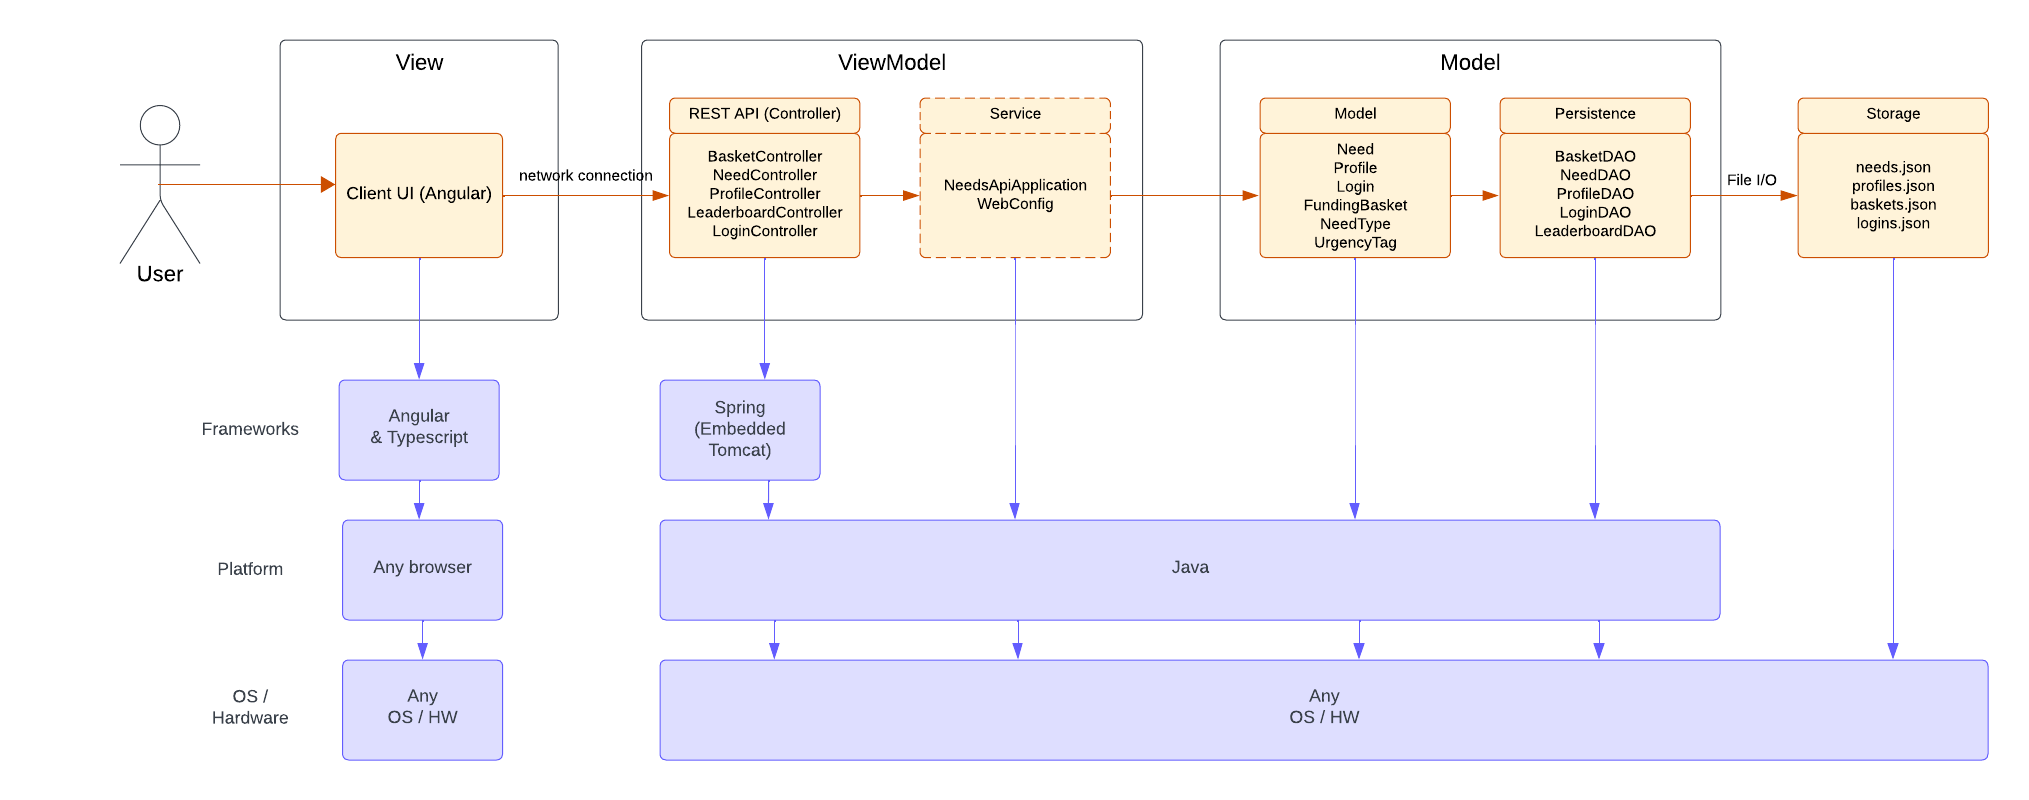 View
ViewModel
Model
User
Client UI (Angular)
network connection
REST API (Controller)
BasketController
NeedController
ProfileController
LeaderboardController
LoginController
Service
NeedsApiApplication
WebConfig
Model
Need
Profile
Login
FundingBasket
NeedType
UrgencyTag
Persistence
BasketDAO
NeedDAO
ProfileDAO
LoginDAO
LeaderboardDAO
File I/O
Storage
needs.json
profiles.json
baskets.json
logins.json
Frameworks
Angular
& Typescript
Spring
(Embedded
Tomcat)
Platform
Any browser
Java
OS /
Hardware
Any
OS / HW
Any
OS / HW